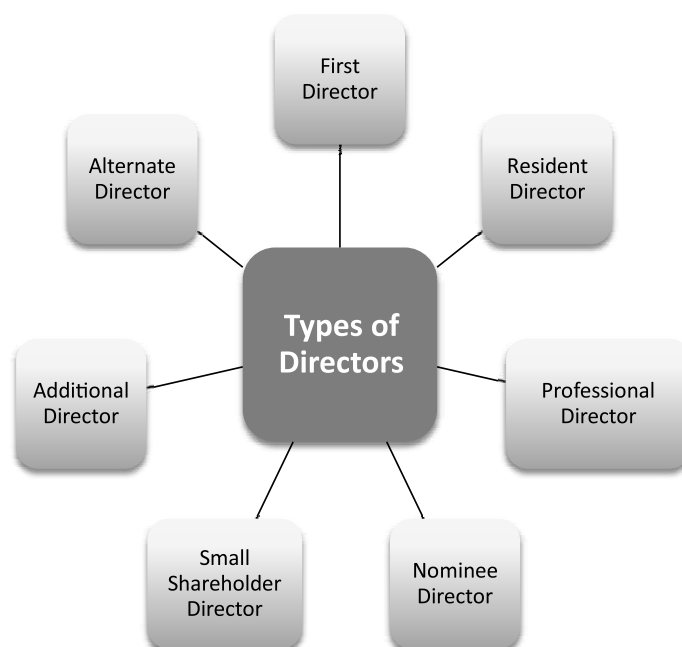 First
Director
Alternate
Director
Resident
Director
Types of
Directors
Additional
Director
Professional
Director
Small
Shareholder
Director
Nominee
Director